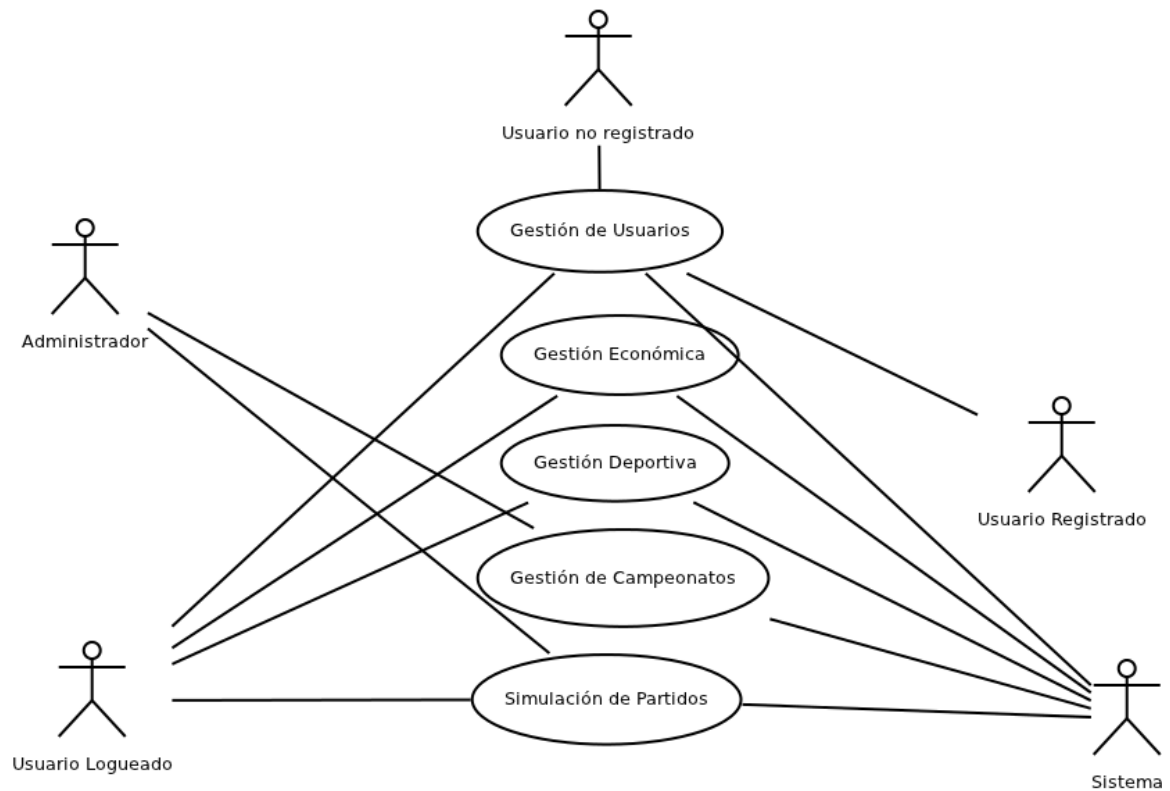 Usuario no registrado
Gestión de Usuarios
Administrador
Gestión Económica
Gestión Deportiva
Usuario Registrado
Gestión de Campeonatos
Simulación de Partidos
Usuario Logueado
Sistema